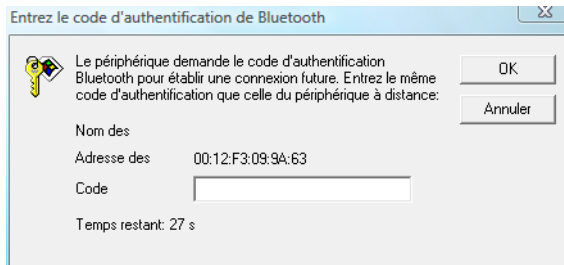 Entrez le code d'authentification de Bluetooth
Le périphérique demande le code d'authentification
Bluetooth pour établir une connexion future. Entrez le même
code d'authentification que celle du périphérique à distance:
OK
Annuler
Nom des
Adresse des 00:12:F3:09:9A:63
Code
Temps restant: 27 s